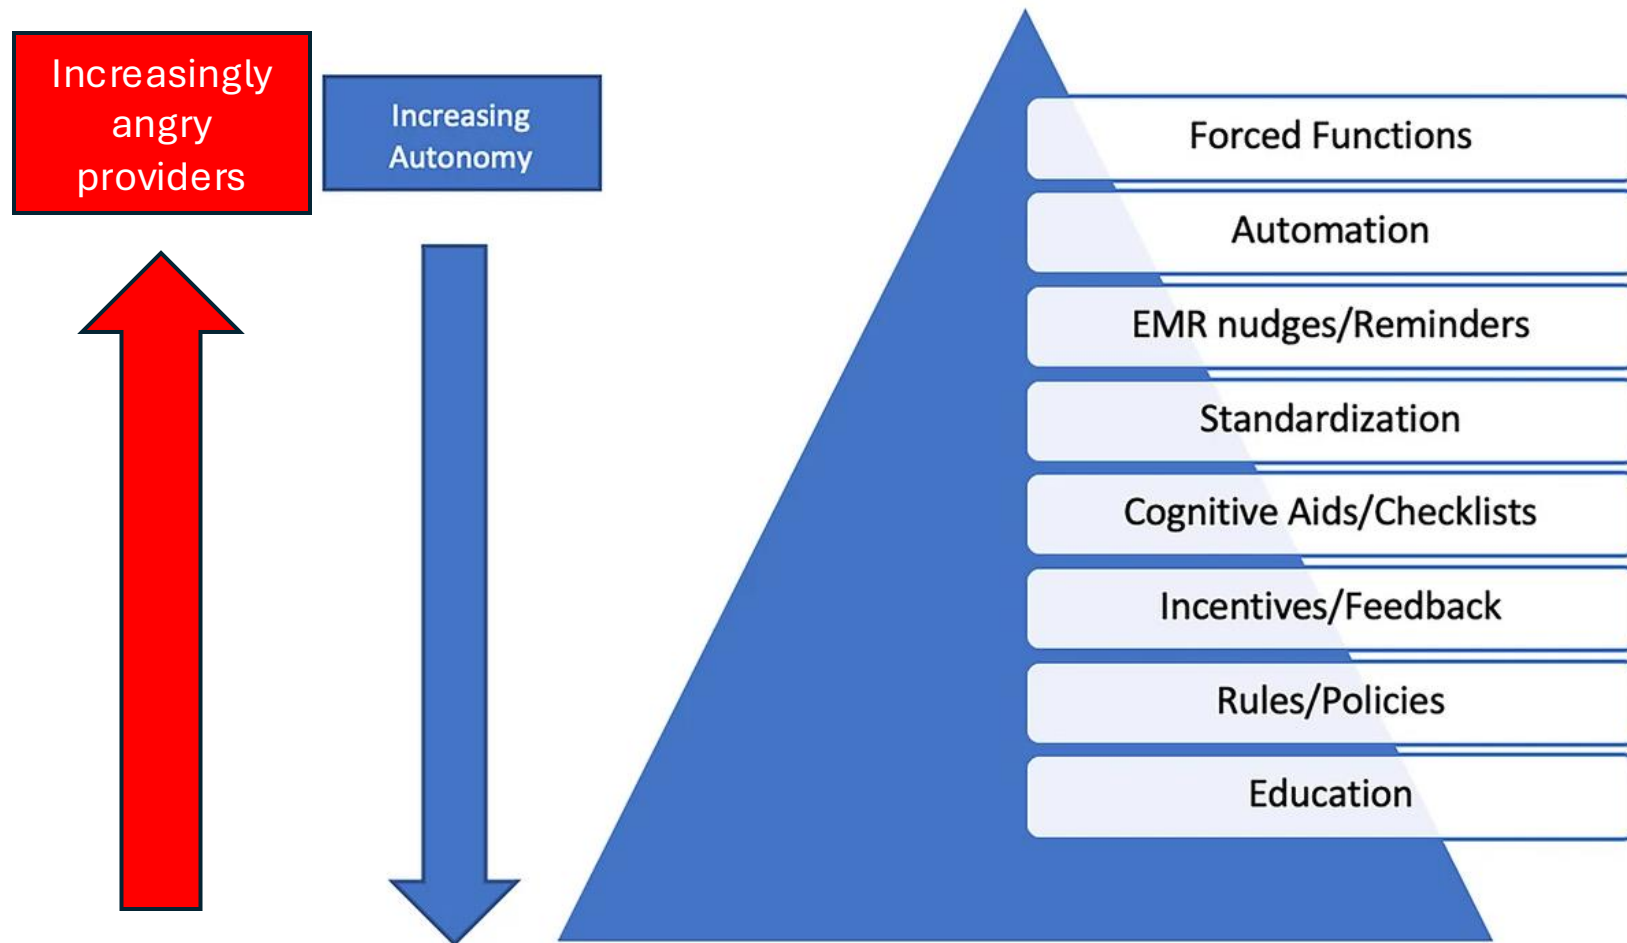 Increasingly
angry
providers
Increasing
Autonomy
Forced Functions
Automation
EMR nudges/Reminders
Standardization
Cognitive Aids/Checklists
Incentives/Feedback
Rules/Policies
Education